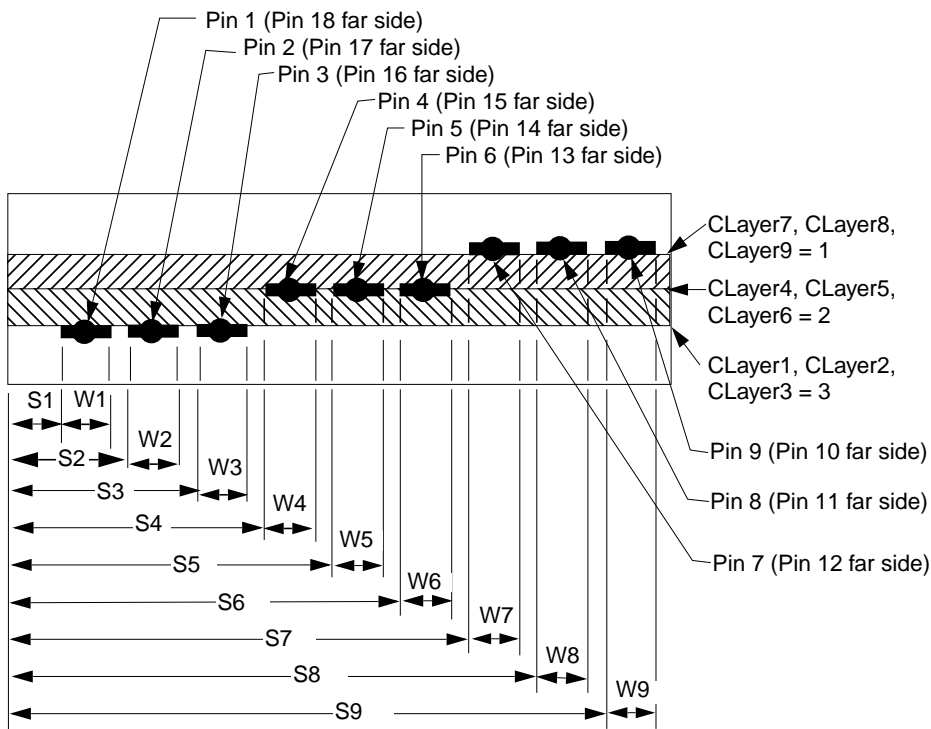 Pin 1 (Pin 18 far side)
Pin 2 (Pin 17 far side)
Pin 3 (Pin 16 far side)
Pin 4 (Pin 15 far side)
Pin 5 (Pin 14 far side)
Pin 6 (Pin 13 far side)
CLayer7, CLayer8,
CLayer9 = 1
CLayer4, CLayer5,
CLayer6 = 2
CLayer1, CLayer2,
CLayer3 = 3
Pin 9 (Pin 10 far side)
Pin 8 (Pin 11 far side)
Pin 7 (Pin 12 far side)
S1 W1
S2 W2
S3 W3
S4 W4
S5 W5
S6 W6
S7 W7
S8 W8
S9 W9